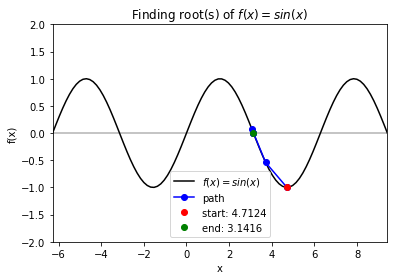 Finding root(s) of f(x) = sin(x)
2.0
1.5
1.0
0.5
0.0
−0.5
−1.0
−1.5
−2.0
f(x)
f(x) = sin(x)
path
start: 4.7124
end: 3.1416
−6 −4 −2 0 2 4 6 8
x